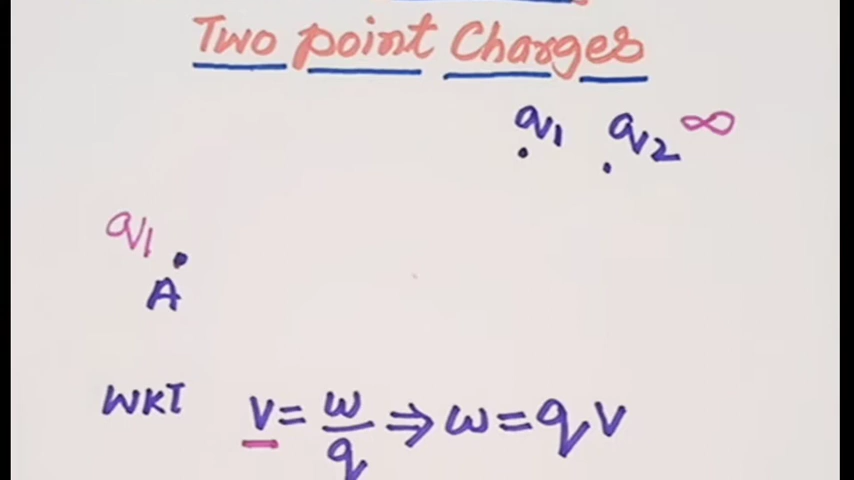 Two point Charges
q1 q2 ∞
q1
A
WKT V = w/q ⇒ w = qV